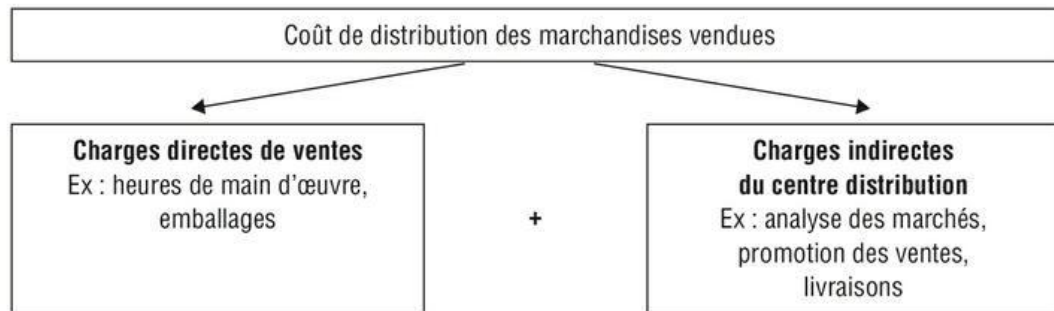 Coût de distribution des marchandises vendues
Charges directes de ventes
Ex : heures de main d'œuvre,
emballages
+
Charges indirectes
du centre distribution
Ex : analyse des marchés,
promotion des ventes,
livraisons